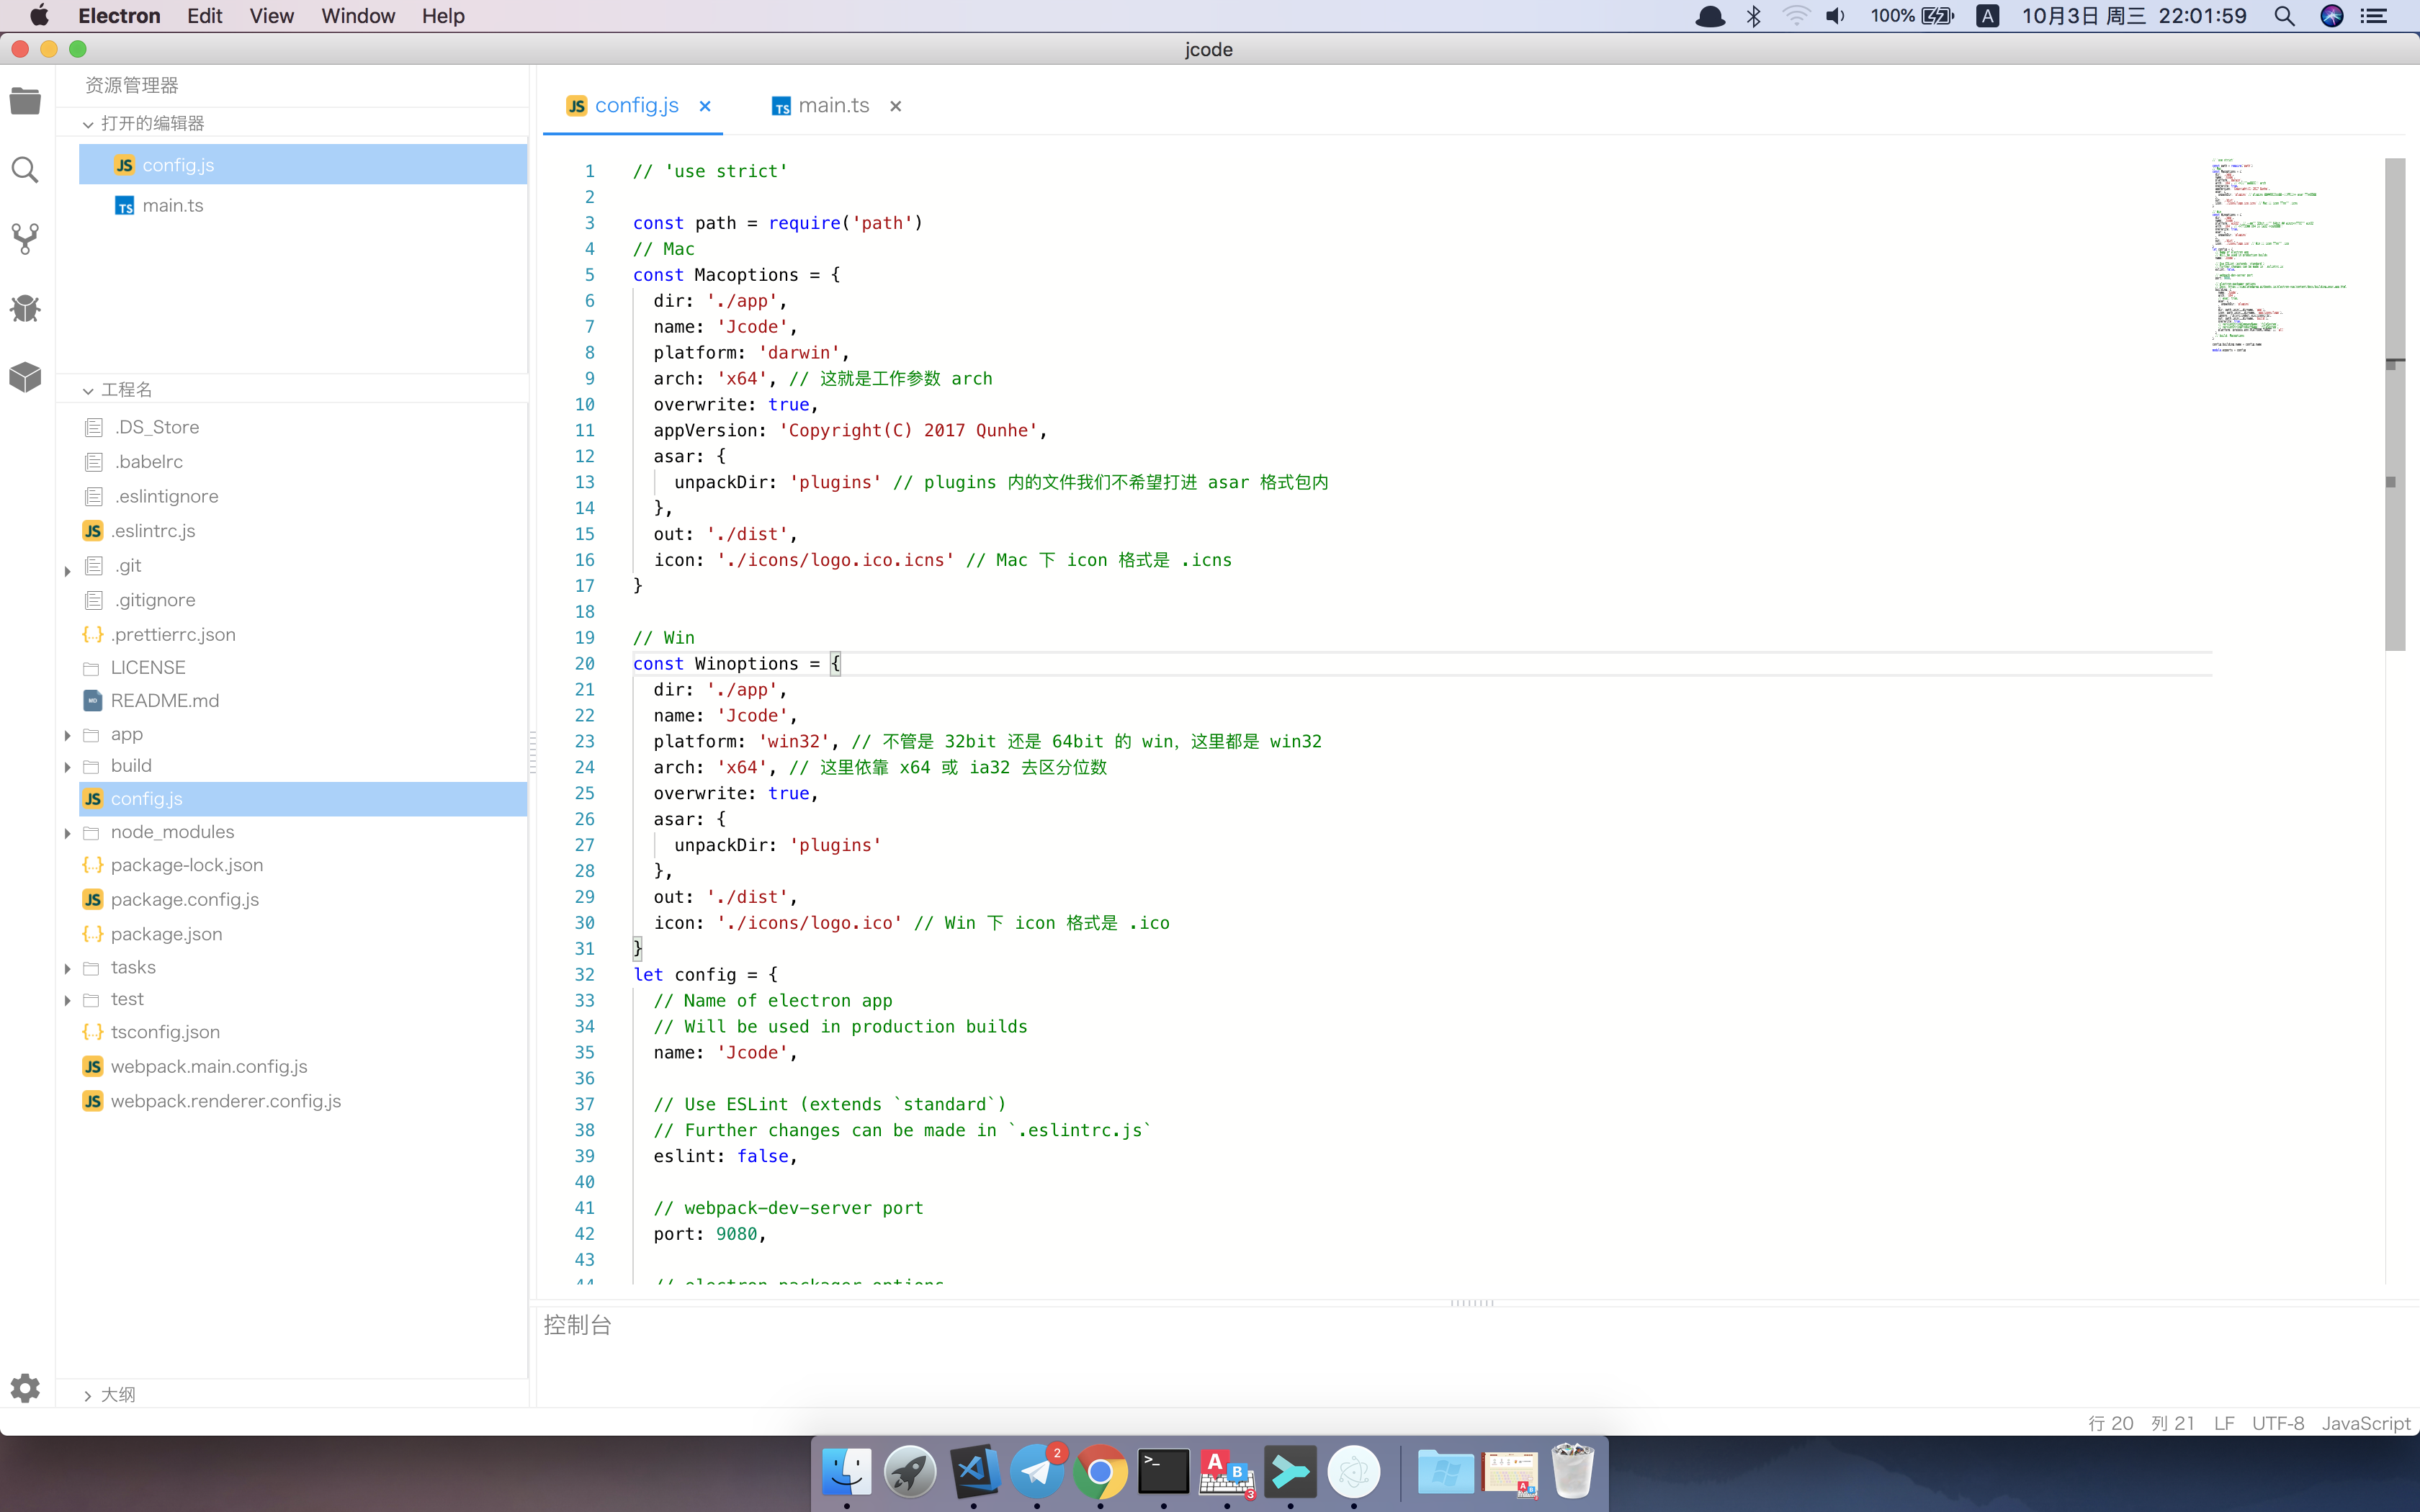 Electron Edit View Window Help 100% A 10月3日 周三 22:01:59
jcode
资源管理器
打开的编辑器
JS config.js
TS main.ts
工程名
.DS_Store
.babelrc
.eslintignore
JS .eslintrc.js
.git
.gitignore
{..} .prettierrc.json
LICENSE
README.md
app
build
JS config.js
node_modules
{..} package-lock.json
JS package.config.js
{..} package.json
tasks
test
{..} tsconfig.json
JS webpack.main.config.js
JS webpack.renderer.config.js
大纲
JS config.js × TS main.ts ×
1 // 'use strict'
2
3 const path = require('path')
4 // Mac
5 const Macoptions = {
6 dir: './app',
7 name: 'Jcode',
8 platform: 'darwin',
9 arch: 'x64', // 这就是工作参数 arch
10 overwrite: true,
11 appVersion: 'Copyright(C) 2017 Qunhe',
12 asar: {
13 unpackDir: 'plugins' // plugins 内的文件我们不希望打进 asar 格式包内
14 },
15 out: './dist',
16 icon: './icons/logo.ico.icns' // Mac 下 icon 格式是 .icns
17 }
18
19 // Win
20 const Winoptions = {
21 dir: './app',
22 name: 'Jcode',
23 platform: 'win32', // 不管是 32bit 还是 64bit 的 win，这里都是 win32
24 arch: 'x64', // 这里依靠 x64 或 ia32 去区分位数
25 overwrite: true,
26 asar: {
27 unpackDir: 'plugins'
28 },
29 out: './dist',
30 icon: './icons/logo.ico' // Win 下 icon 格式是 .ico
31 }
32 let config = {
33 // Name of electron app
34 // Will be used in production builds
35 name: 'Jcode',
36
37 // Use ESLint (extends `standard`)
38 // Further changes can be made in `.eslintrc.js`
39 eslint: false,
40
41 // webpack-dev-server port
42 port: 9080,
43
44 // electron-packager options
控制台
行 20 列 21 LF UTF-8 JavaScript
2
>_
A
B
3